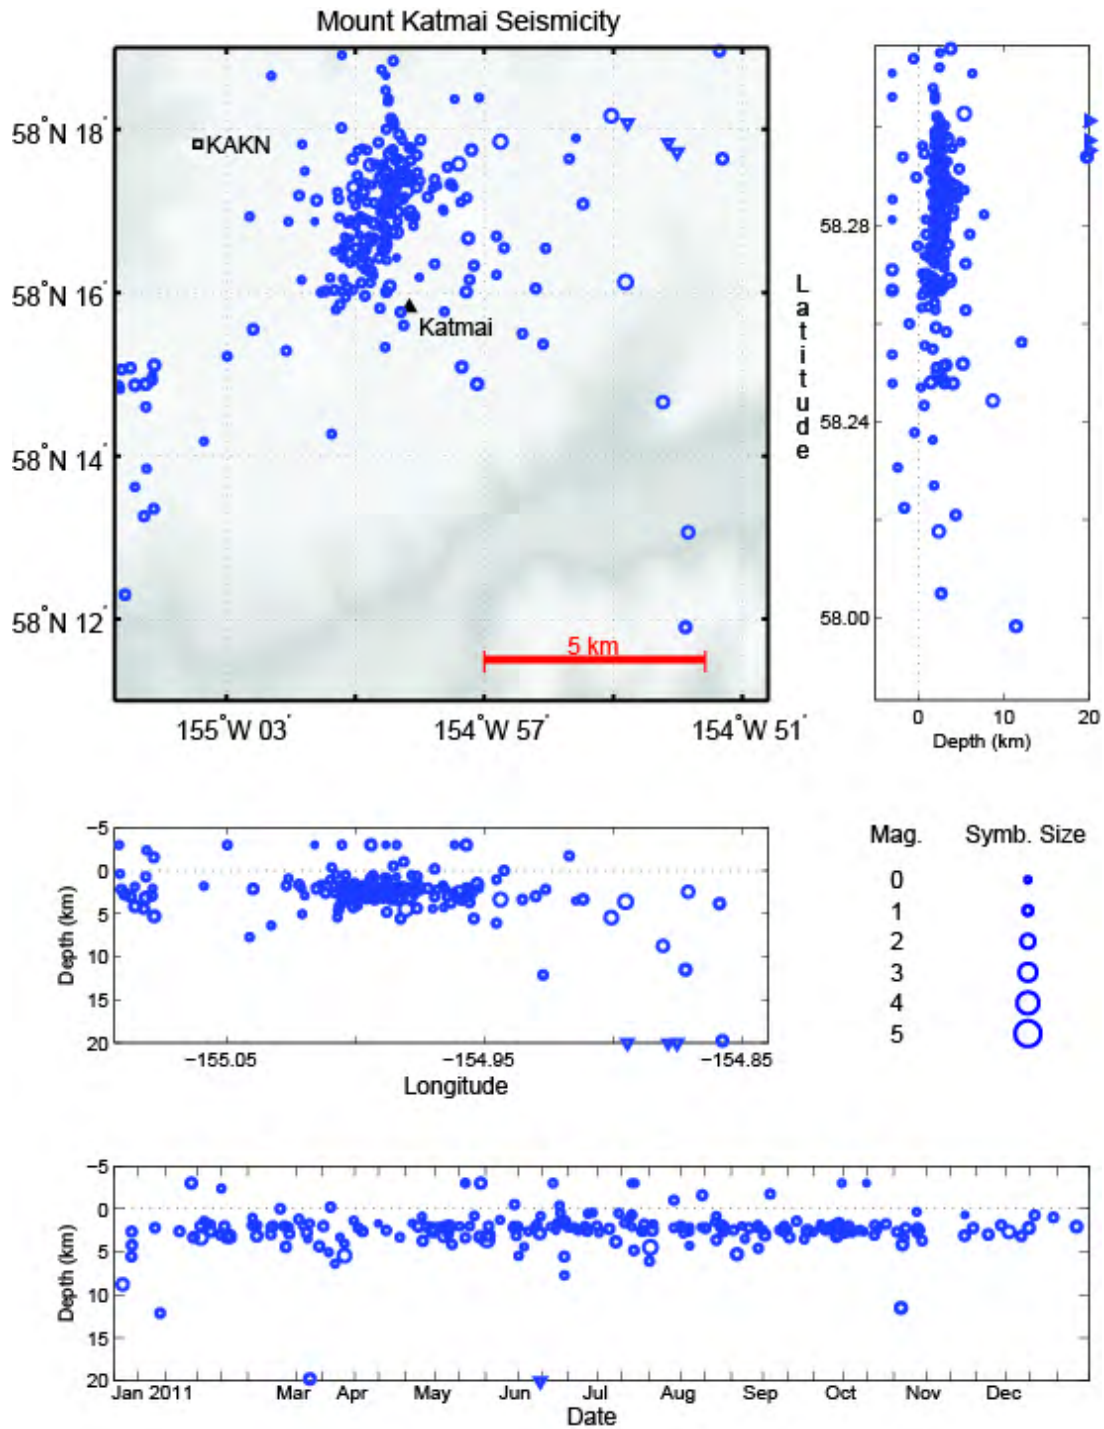 Mount Katmai Seismicity
58°N 18'
KAKN
58°N 16'
Katmai
58°N 14'
58°N 12'
5 km
155°W 03'
154°W 57'
154°W 51'
Latitude
58.28
58.24
58.00
0 10 20
Depth (km)
-5
0
5
10
15
20
Depth (km)
-155.05 -154.95 -154.85
Longitude
Mag. Symb. Size
0
1
2
3
4
5
-5
0
5
10
15
20
Depth (km)
Jan 2011 Mar Apr May Jun Jul Aug Sep Oct Nov Dec
Date